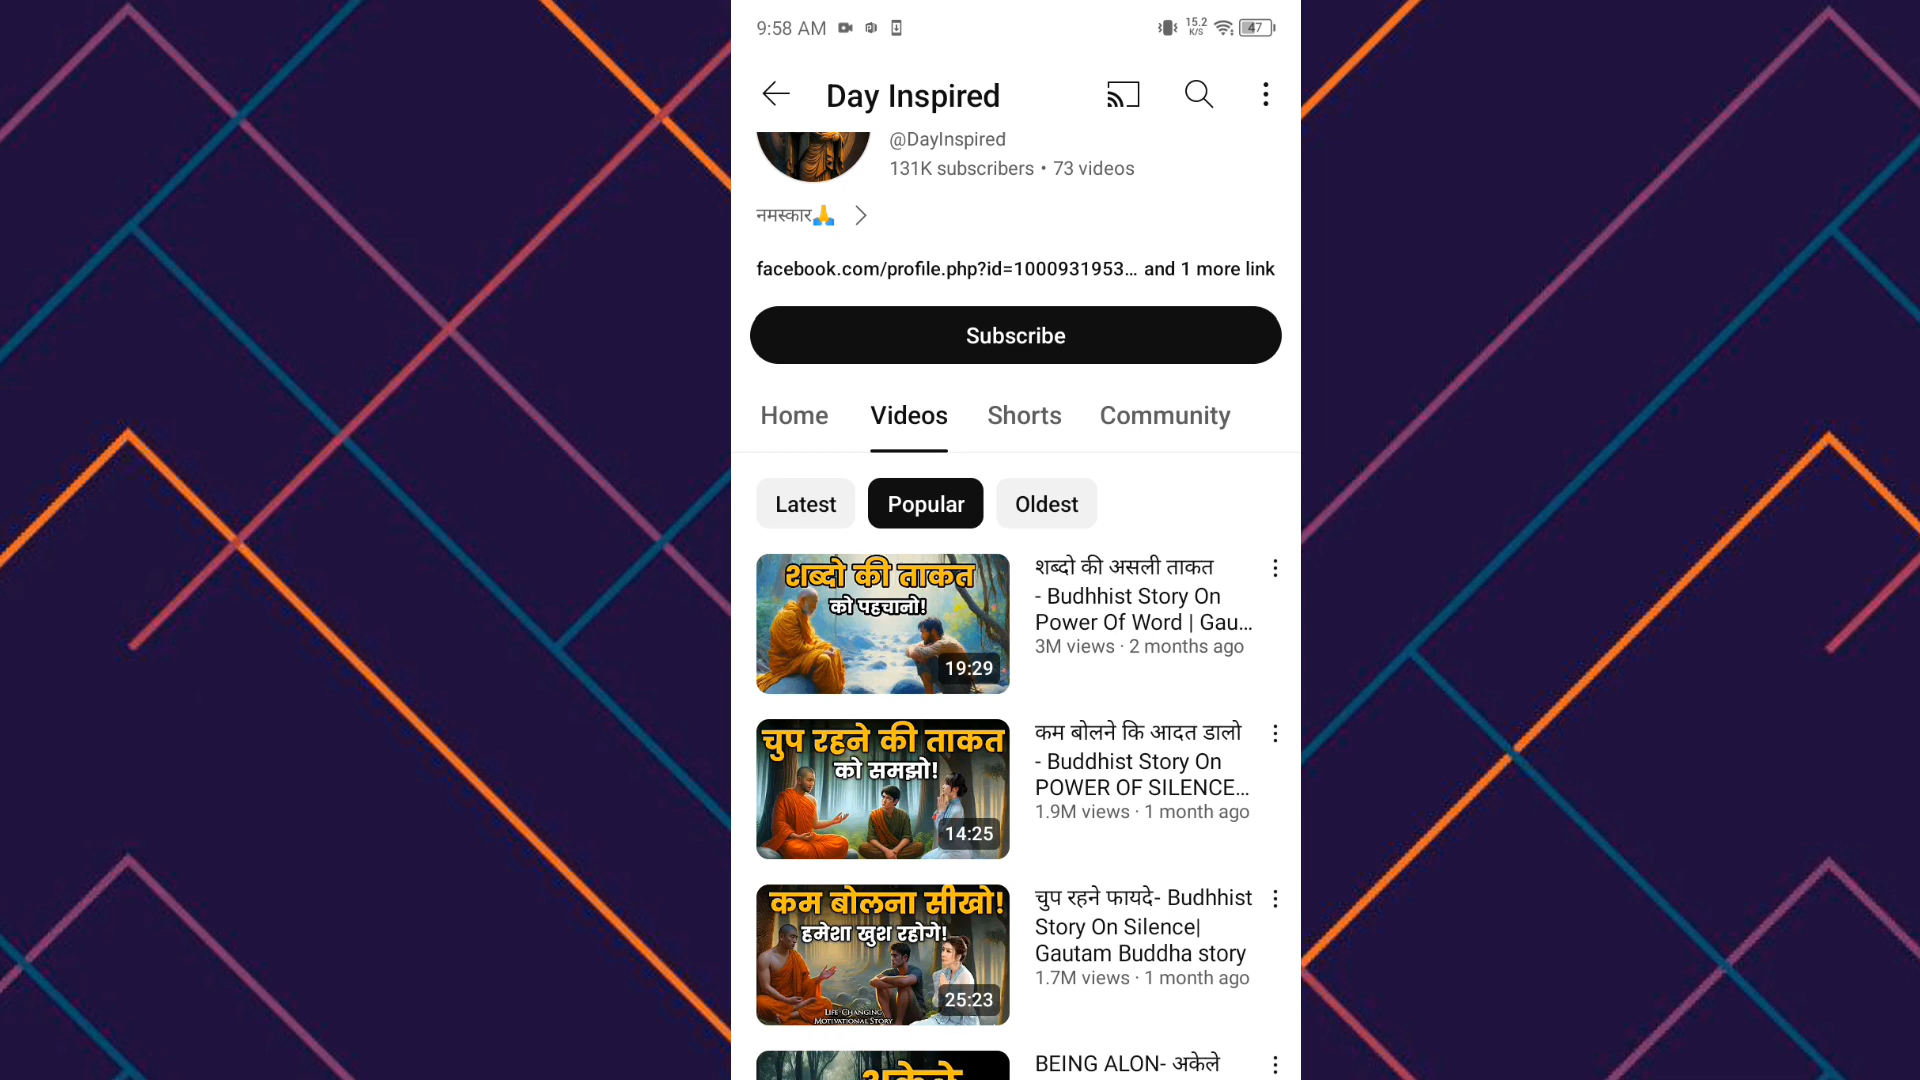 9:58 AM
15.2
K/S
47
Day Inspired
@DayInspired
131K subscribers • 73 videos
नमस्कार🙏
facebook.com/profile.php?id=1000931953... and 1 more link
Subscribe
Home Videos Shorts Community
Latest Popular Oldest
शब्दो की ताकत
को पहचानो!
19:29
शब्दो की असली ताकत
- Budhhist Story On
Power Of Word | Gau...
3M views · 2 months ago
चुप रहने की ताकत
को समझो!
14:25
कम बोलने कि आदत डालो
- Buddhist Story On
POWER OF SILENCE...
1.9M views · 1 month ago
कम बोलना सीखो!
हमेशा खुश रहोगे!
25:23
LIFE CHANGING
MOTIVATIONAL STORY
चुप रहने फायदे- Budhhist
Story On Silence|
Gautam Buddha story
1.7M views · 1 month ago
अकेले
BEING ALON- अकेले